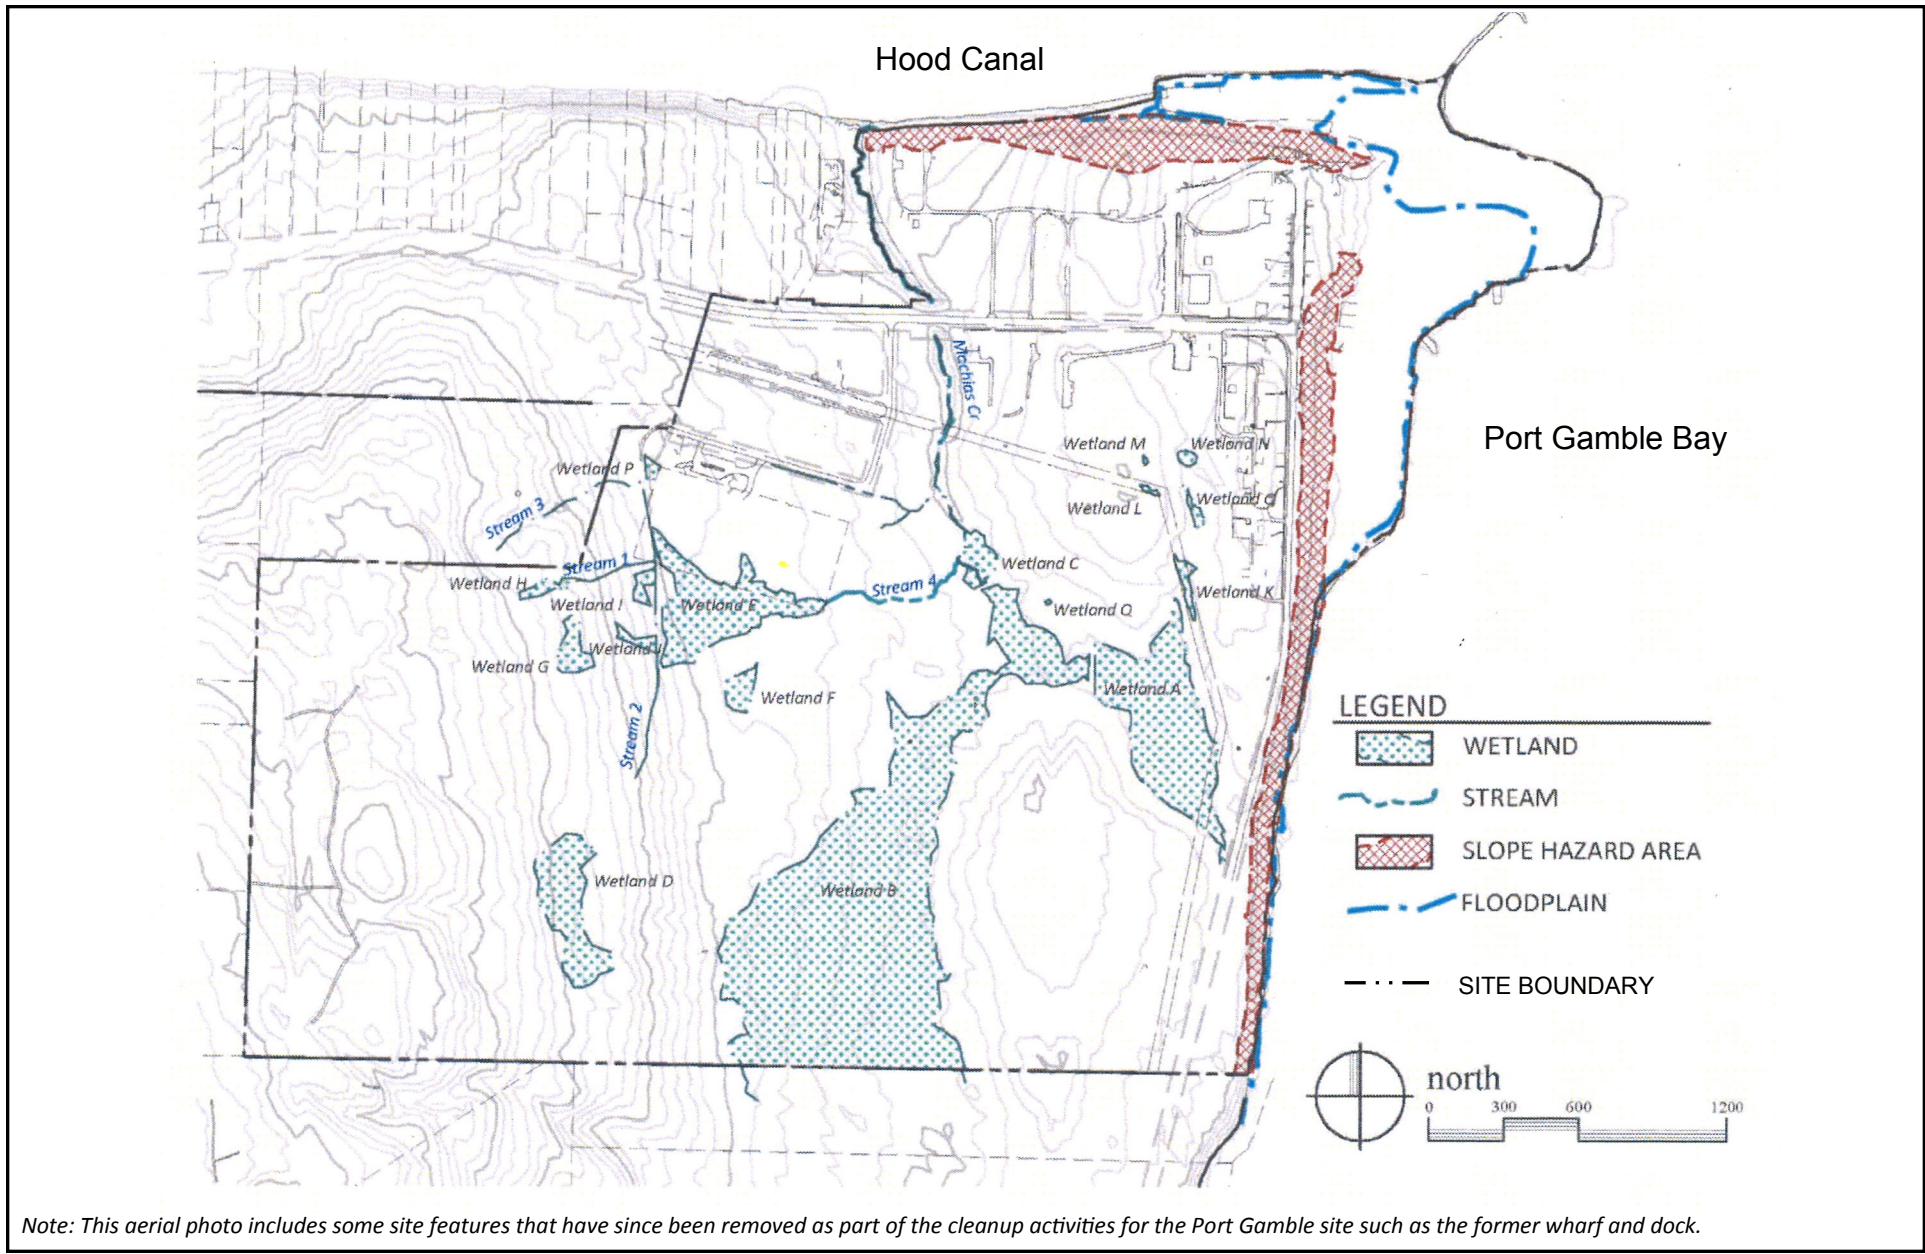 Hood Canal
Port Gamble Bay
Machias Cr
Wetland M
Wetland N
Wetland P
Wetland O
Wetland L
Stream 3
Stream 1
Wetland C
Wetland H
Stream 4
Wetland K
Wetland I
Wetland E
Wetland Q
Wetland J
Wetland G
Wetland A
Wetland F
Stream 2
Wetland D
Wetland B
LEGEND
WETLAND
STREAM
SLOPE HAZARD AREA
FLOODPLAIN
SITE BOUNDARY
north
0 300 600 1200
Note: This aerial photo includes some site features that have since been removed as part of the cleanup activities for the Port Gamble site such as the former wharf and dock.